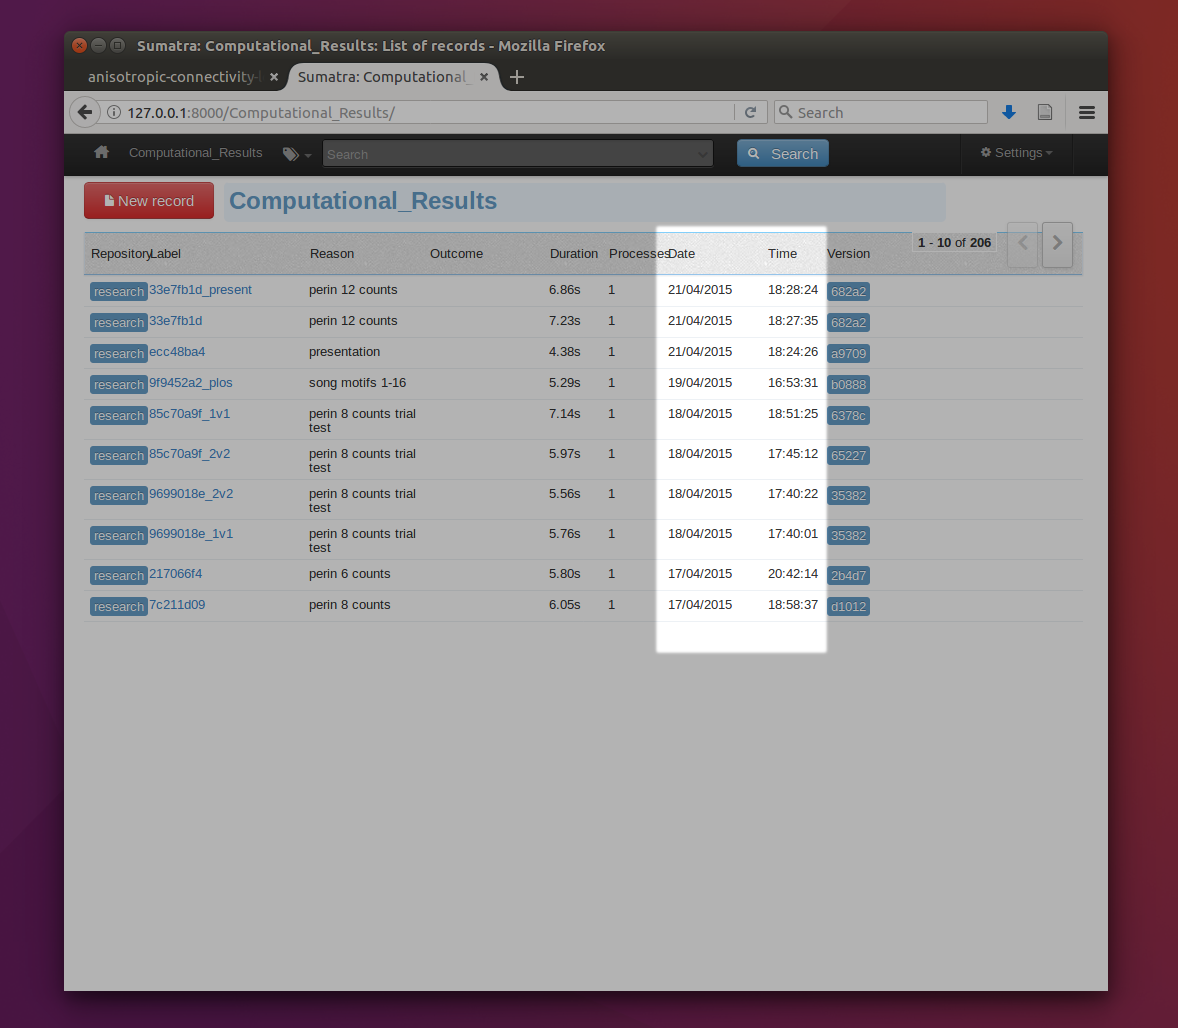 Sumatra: Computational_Results: List of records - Mozilla Firefox
anisotropic-connectivity- Sumatra: Computational_
127.0.0.1:8000/Computational_Results/ Search
Computational_Results Search Search Settings
New record Computational_Results
1 - 10 of 206
Repository Label Reason Outcome Duration Processes Date Time Version
research 33e7fb1d_present perin 12 counts 6.86s 1 21/04/2015 18:28:24 682a2
research 33e7fb1d perin 12 counts 7.23s 1 21/04/2015 18:27:35 682a2
research ecc48ba4 presentation 4.38s 1 21/04/2015 18:24:26 a9709
research 9f9452a2_plos song motifs 1-16 5.29s 1 19/04/2015 16:53:31 b0888
research 85c70a9f_1v1 perin 8 counts trial 7.14s 1 18/04/2015 18:51:25 6378c
test
research 85c70a9f_2v2 perin 8 counts trial 5.97s 1 18/04/2015 17:45:12 65227
test
research 9699018e_2v2 perin 8 counts trial 5.56s 1 18/04/2015 17:40:22 35382
test
research 9699018e_1v1 perin 8 counts trial 5.76s 1 18/04/2015 17:40:01 35382
test
research 217066f4 perin 6 counts 5.80s 1 17/04/2015 20:42:14 2b4d7
research 7c211d09 perin 8 counts 6.05s 1 17/04/2015 18:58:37 d1012